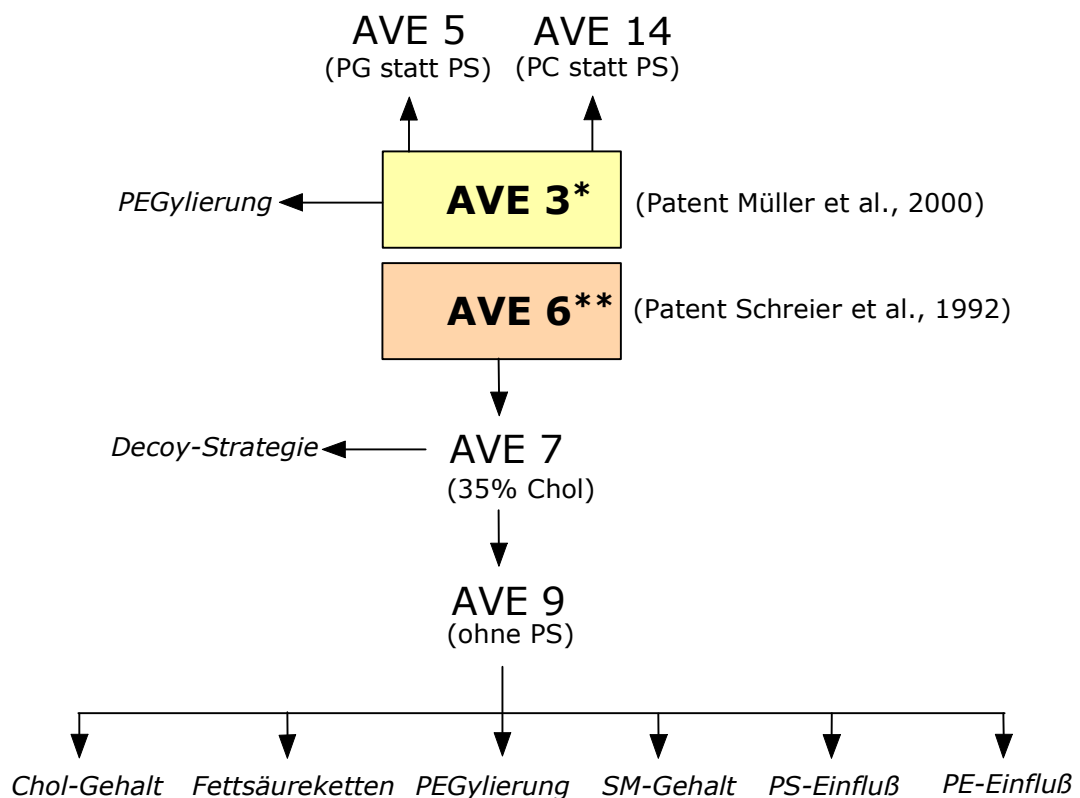 AVE 5 AVE 14
(PG statt PS) (PC statt PS)
PEGylierung AVE 3* (Patent Müller et al., 2000)
AVE 6** (Patent Schreier et al., 1992)
Decoy-Strategie AVE 7
(35% Chol)
AVE 9
(ohne PS)
Chol-Gehalt Fettsäureketten PEGylierung SM-Gehalt PS-Einfluß PE-Einfluß